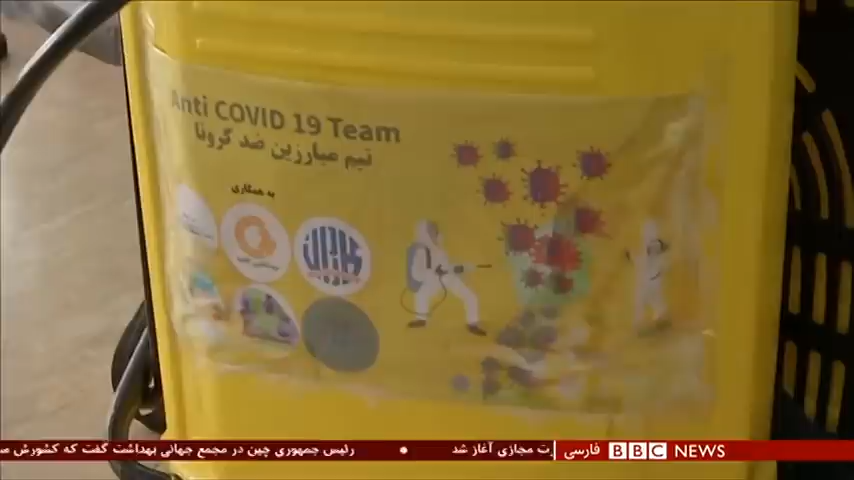 Anti COVID 19 Team
تیم مبارزین ضد کرونا
به همکاری
رئیس جمهوری چین در مجمع جهانی بهداشت گفت که کشورش
ت مجازی آغاز شد
فارسی BBC NEWS